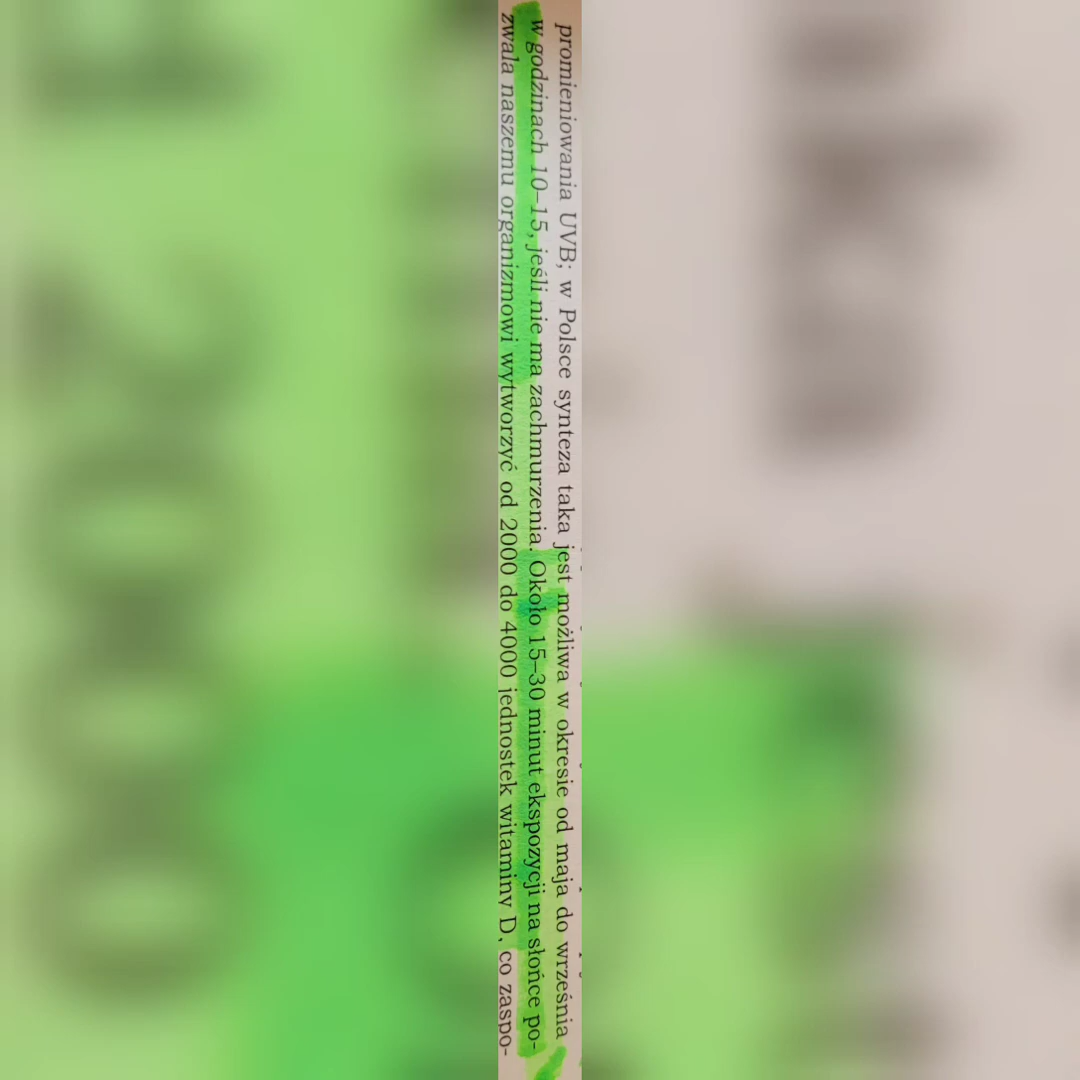 promieniowania UVB; w Polsce synteza taka jest możliwa w okresie od maja do września
w godzinach 10–15, jeśli nie ma zachmurzenia. Około 15–30 minut ekspozycji na słońce po-
zwala naszemu organizmowi wytworzyć od 2000 do 4000 jednostek witaminy D, co zaspo-